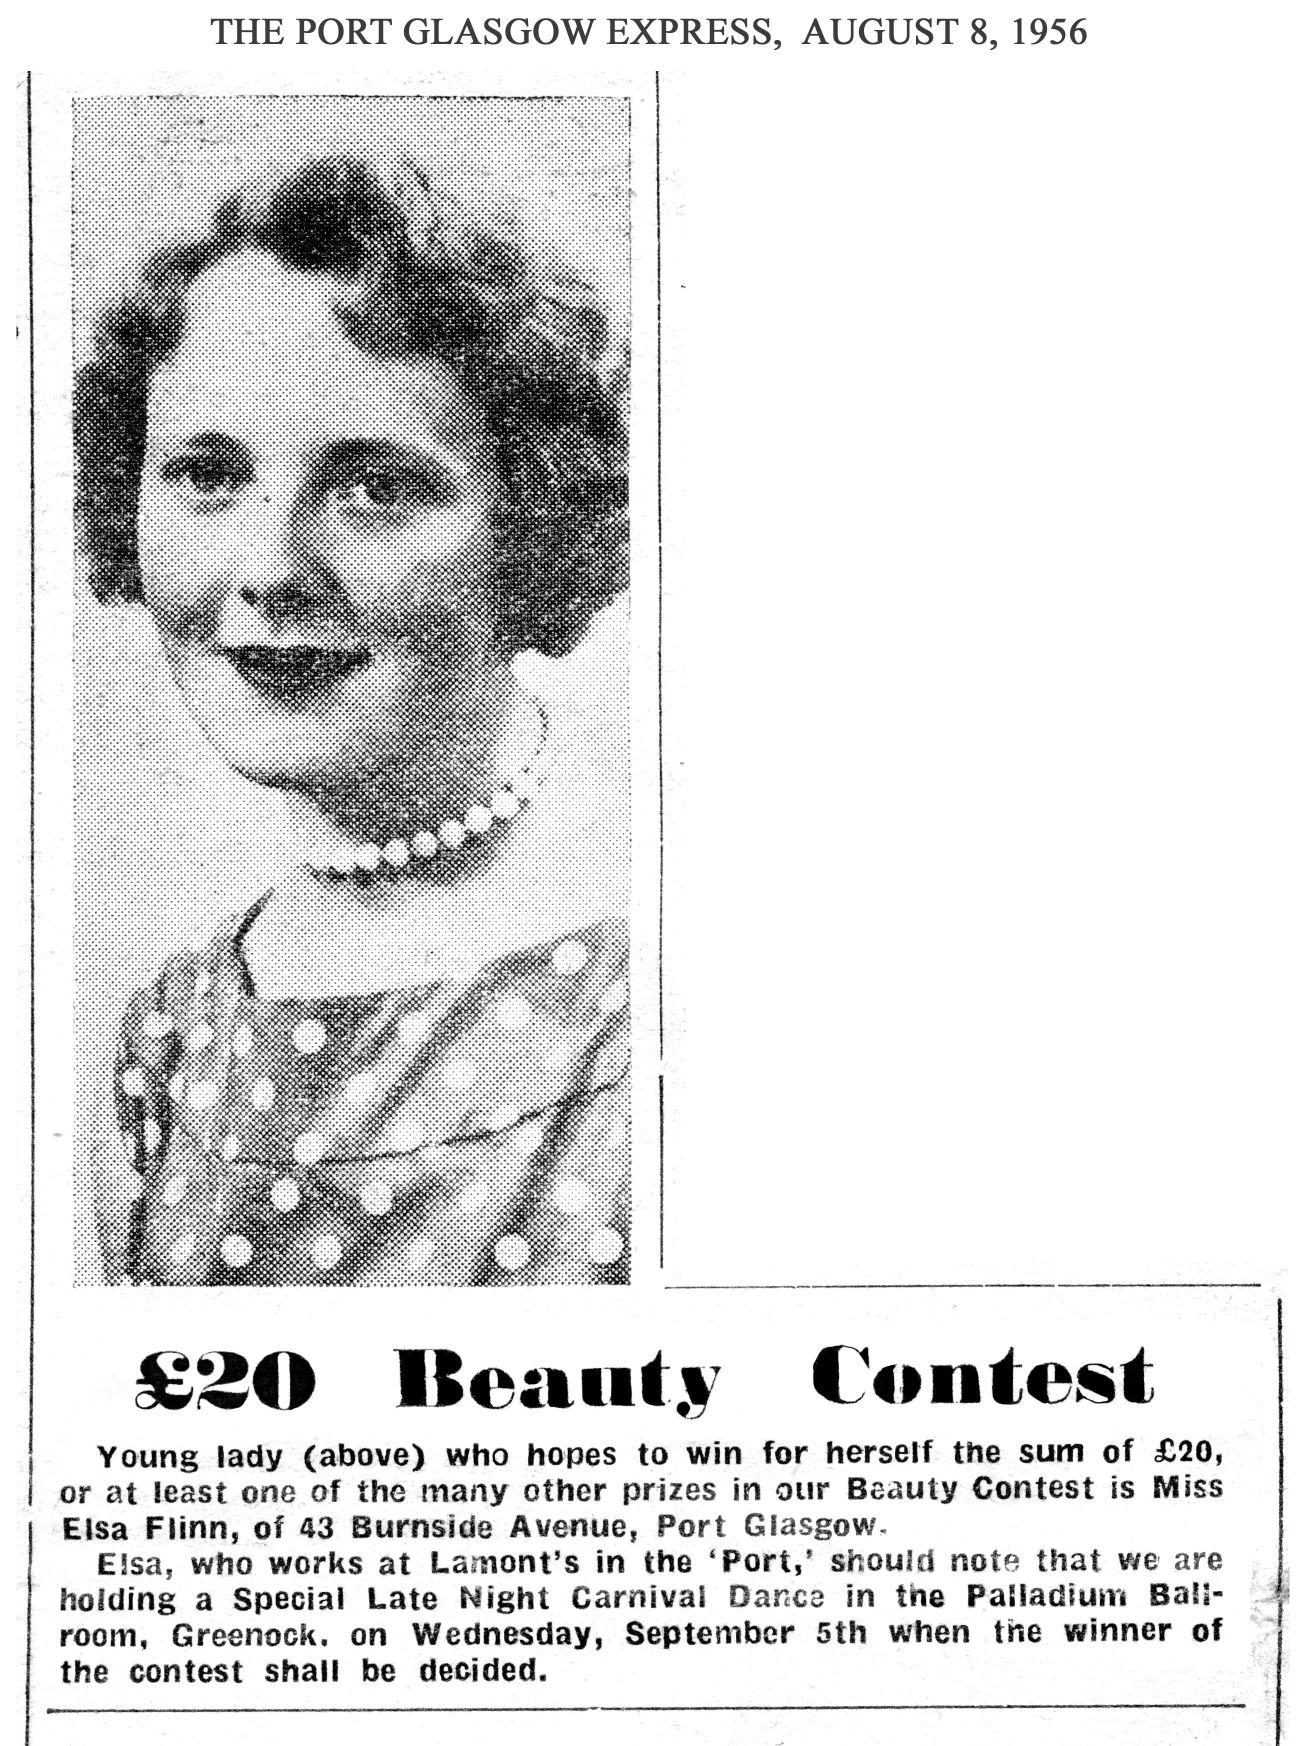 THE PORT GLASGOW EXPRESS, AUGUST 8, 1956
£20 Beauty Contest
Young lady (above) who hopes to win for herself the sum of £20,
or at least one of the many other prizes in our Beauty Contest is Miss
Elsa Flinn, of 43 Burnside Avenue, Port Glasgow.
Elsa, who works at Lamont's in the 'Port,' should note that we are
holding a Special Late Night Carnival Dance in the Palladium Ball-
room, Greenock, on Wednesday, September 5th when the winner of
the contest shall be decided.